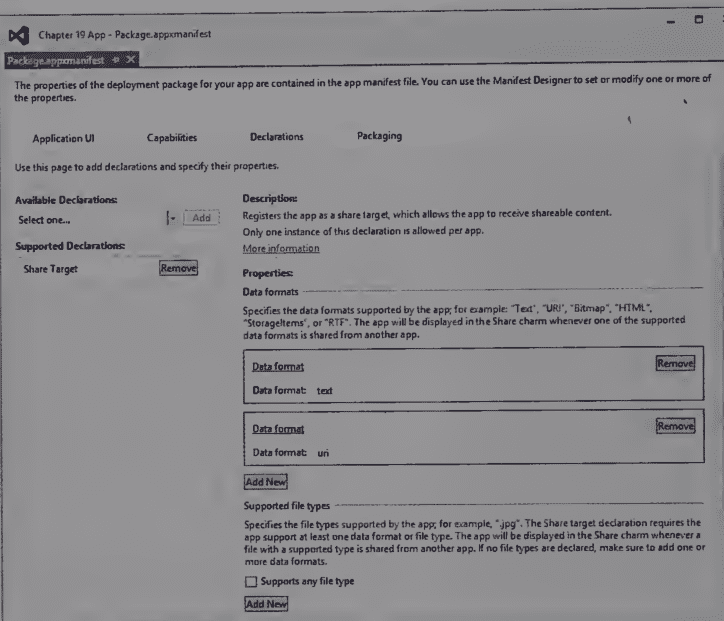 Chapter 19 App - Package.appxmanifest
Package.appxmanifest
The properties of the deployment package for your app are contained in the app manifest file. You can use the Manifest Designer to set or modify one or more of
the properties.
Application UI Capabilities Declarations Packaging
Use this page to add declarations and specify their properties.
Available Declarations:
Select one...
Add
Supported Declarations:
Share Target
Remove
Description:
Registers the app as a share target, which allows the app to receive shareable content.
Only one instance of this declaration is allowed per app.
More information
Properties:
Data formats
Specifies the data formats supported by the app; for example: "Text", "URI", "Bitmap", "HTML",
"StorageItems", or "RTF". The app will be displayed in the Share charm whenever one of the supported
data formats is shared from another app.
Data format
Remove
Data format: text
Data format
Remove
Data format: uri
Add New
Supported file types
Specifies the file types supported by the app; for example, ".jpg". The Share target declaration requires the
app support at least one data format or file type. The app will be displayed in the Share charm whenever a
file with a supported type is shared from another app. If no file types are declared, make sure to add one or
more data formats.
Supports any file type
Add New